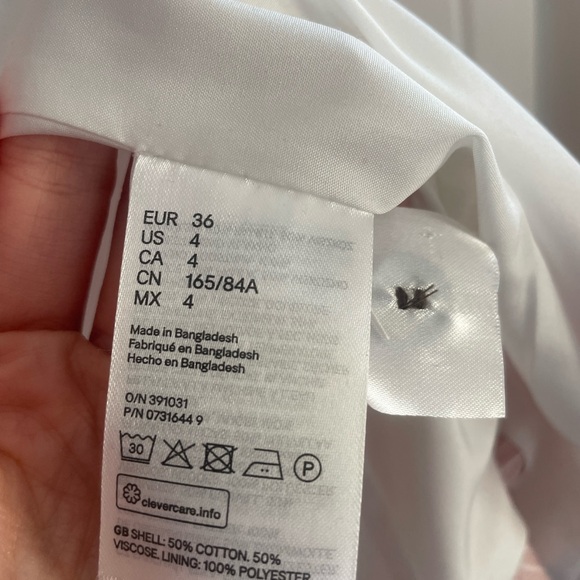 EUR 36
US 4
CA 4
CN 165/84A
MX 4
Made in Bangladesh
Fabriqué en Bangladesh
Hecho en Bangladesh
O/N 391031
P/N 0731644 9
30
P
clevercare.info
GB SHELL: 50% COTTON. 50%
VISCOSE. LINING: 100% POLYESTER